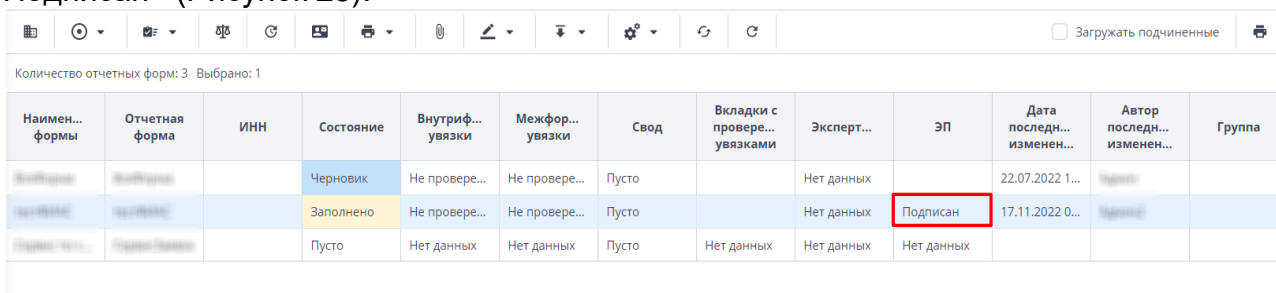 Подписан" (Рисунок 28).
Загружать подчиненные
Количество отчетных форм: 3 Выбрано: 1
Наимен... формы Отчетная форма ИНН Состояние Внутриф... увязки Межфор... увязки Свод Вкладки с провере... увязками Эксперт... ЭП Дата последн... изменен... Автор последн... изменен... Группа
Черновик Не провере... Не провере... Пусто Нет данных 22.07.2022 1...
Заполнено Не провере... Не провере... Пусто Нет данных Подписан 17.11.2022 0...
Пусто Нет данных Нет данных Пусто Нет данных Нет данных Нет данных